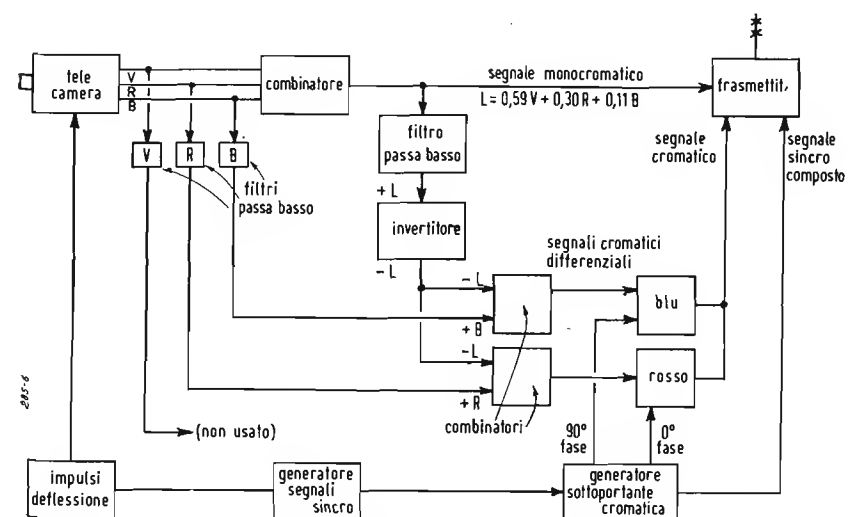 tele
camera
V
R
B
combinatore
segnale monocromatico
L = 0,59 V + 0,30 R + 0,11 B
frasmettit.
V
R
B
filtri
passa basso
filtro
passa basso
+ L
invertitore
- L
segnale
cromatico
segnale
sincro
composto
segnali cromatici
differenziali
- L
+ B
blu
- L
+ R
rosso
combinatori
90°
fase
0°
fase
(non usato)
285-6
impulsi
deflessione
generatore
segnali
sincro
generatore
sottoportante
cromatica